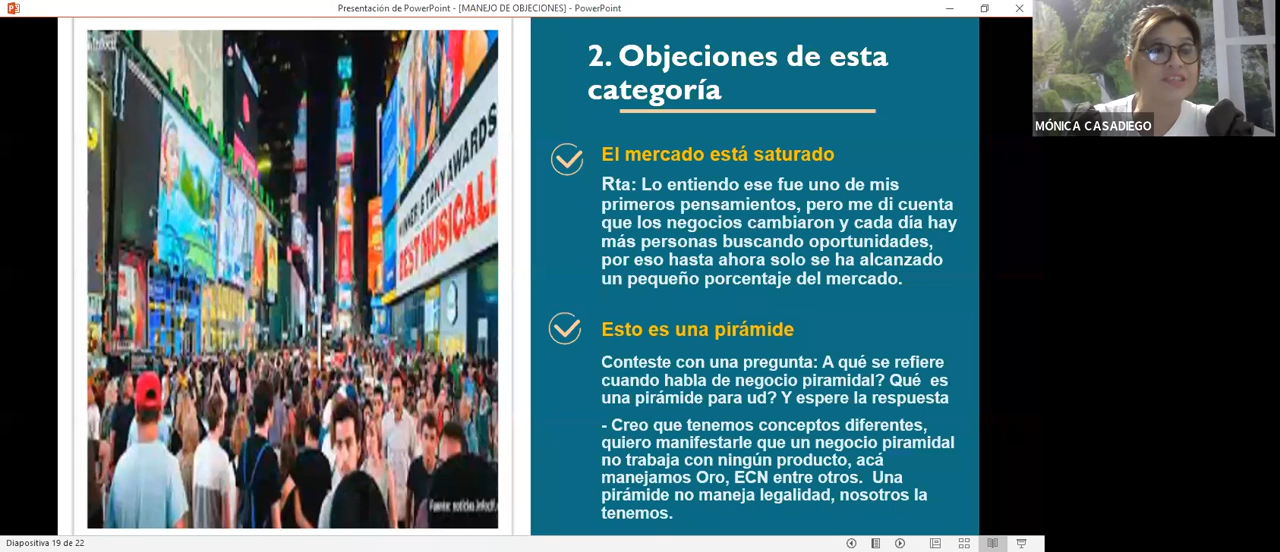 Presentación de PowerPoint - [MANEJO DE OBJECIONES] - PowerPoint
MÓNICA CASADIEGO
AWARDS
BEST MUSICAL!
2. Objeciones de esta
categoría
El mercado está saturado
Rta: Lo entiendo ese fue uno de mis
primeros pensamientos, pero me di cuenta
que los negocios cambiaron y cada día hay
más personas buscando oportunidades,
por eso hasta ahora solo se ha alcanzado
un pequeño porcentaje del mercado.
Esto es una pirámide
Conteste con una pregunta: A qué se refiere
cuando habla de negocio piramidal? Qué es
una pirámide para ud? Y espere la respuesta
- Creo que tenemos conceptos diferentes,
quiero manifestarle que un negocio piramidal
no trabaja con ningún producto, acá
manejamos Oro, ECN entre otros. Una
pirámide no maneja legalidad, nosotros la
tenemos.
Fuente: noticias.infocif.
Diapositiva 19 de 22